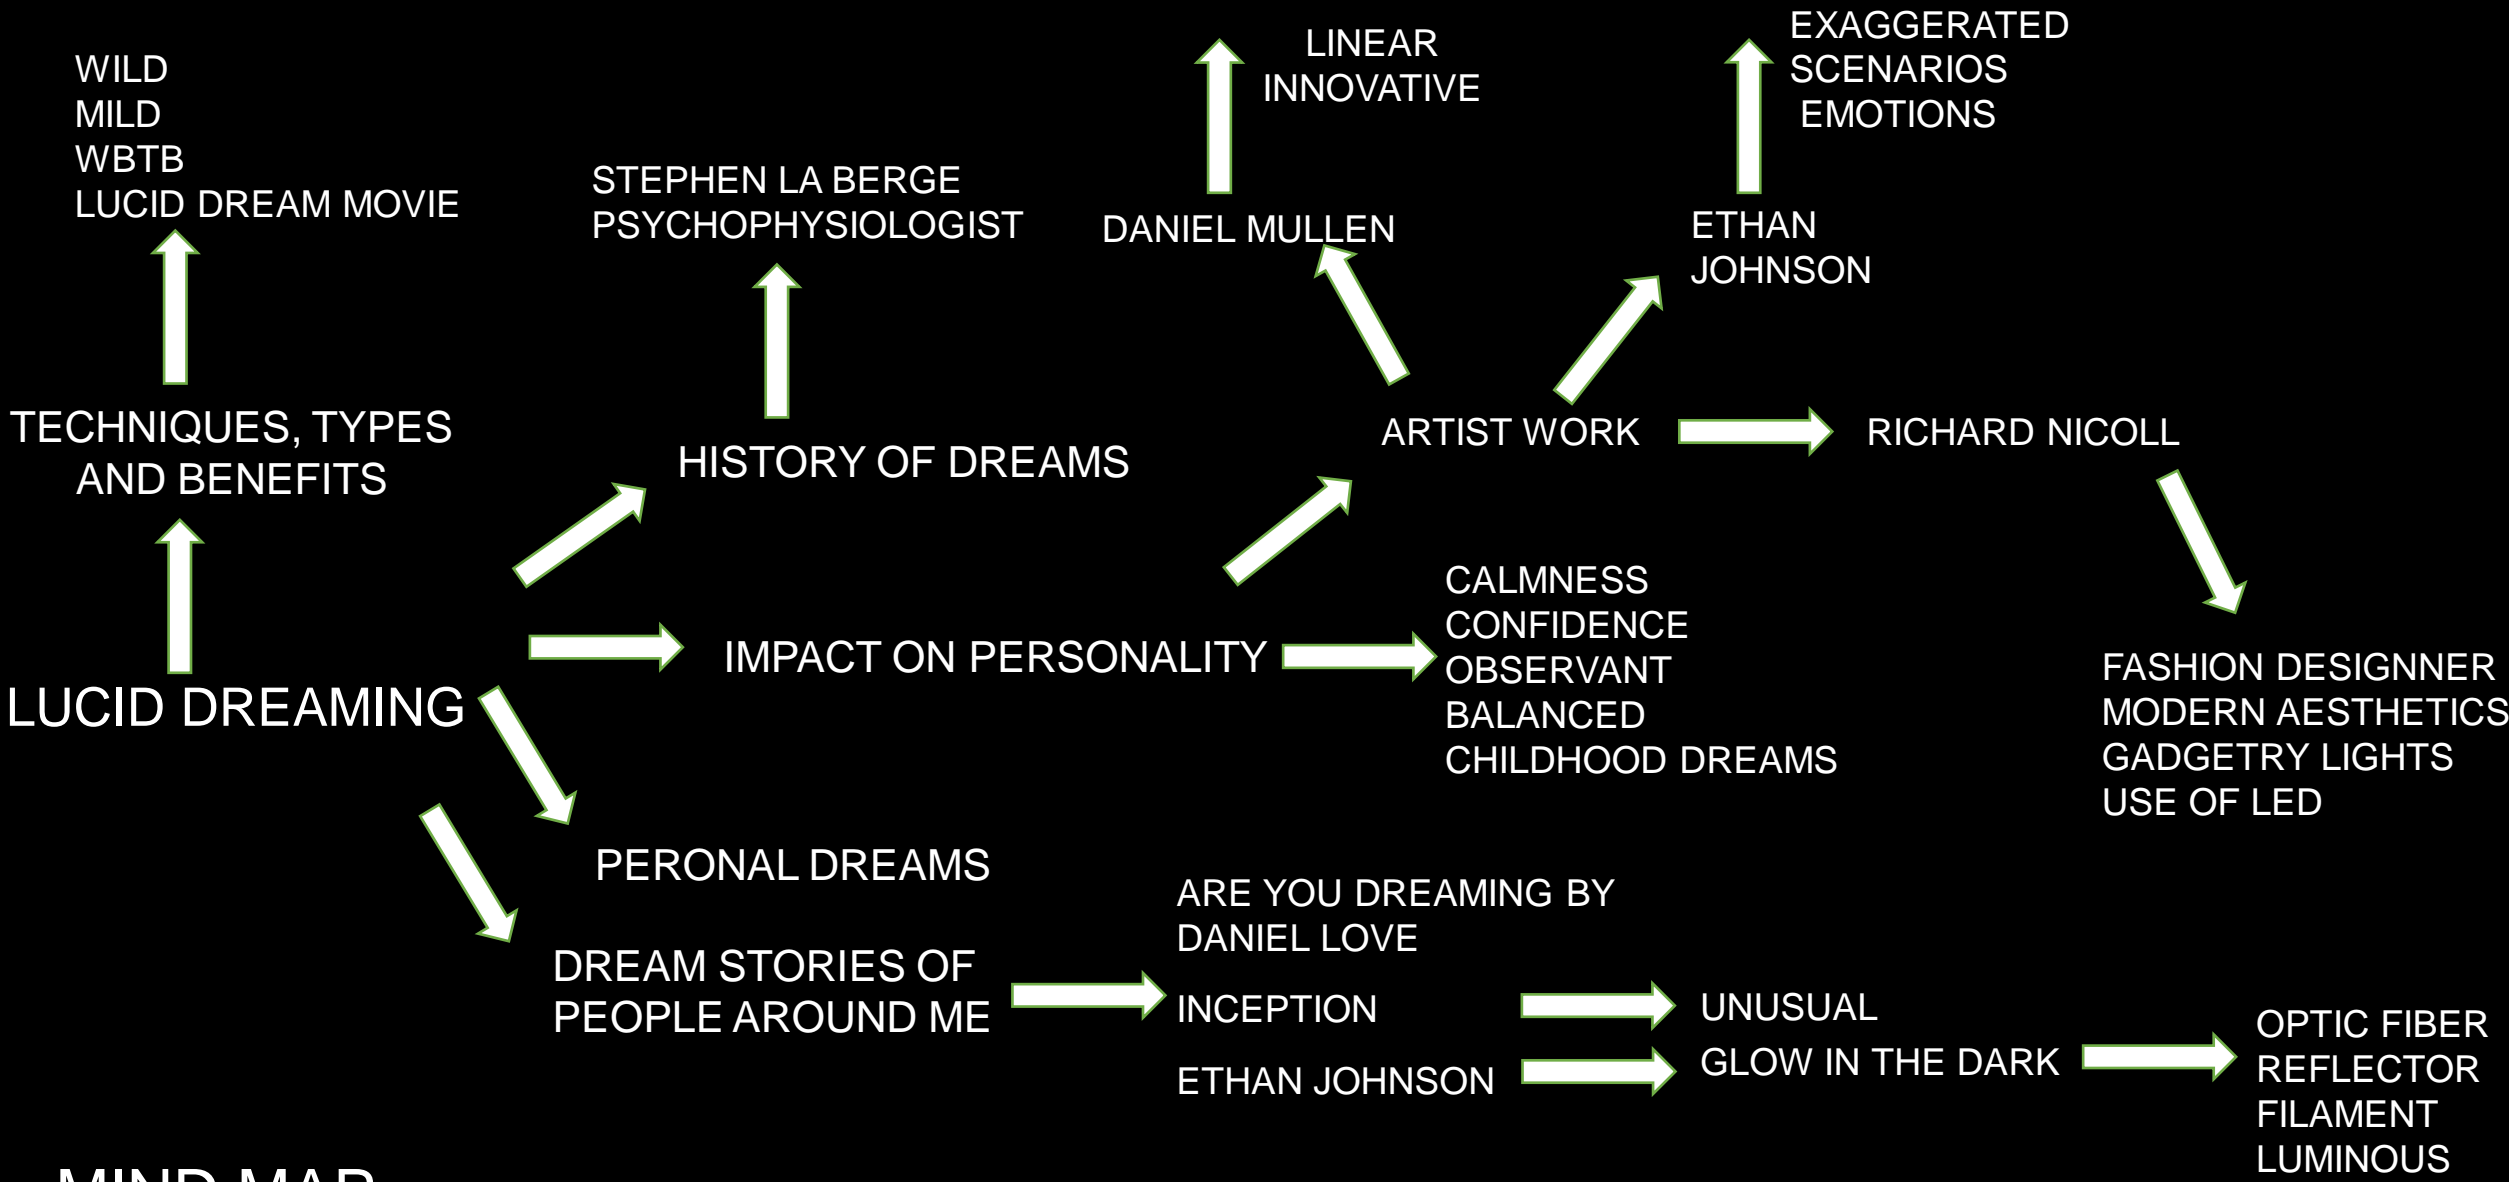 WILD
MILD
WBTB
LUCID DREAM MOVIE
STEPHEN LA BERGE
PSYCHOPHYSIOLOGIST
LINEAR
INNOVATIVE
EXAGGERATED
SCENARIOS
EMOTIONS
DANIEL MULLEN
ETHAN
JOHNSON
TECHNIQUES, TYPES
AND BENEFITS
HISTORY OF DREAMS
ARTIST WORK
RICHARD NICOLL
LUCID DREAMING
IMPACT ON PERSONALITY
CALMNESS
CONFIDENCE
OBSERVANT
BALANCED
CHILDHOOD DREAMS
FASHION DESIGNNER
MODERN AESTHETICS
GADGETRY LIGHTS
USE OF LED
PERONAL DREAMS
DREAM STORIES OF
PEOPLE AROUND ME
ARE YOU DREAMING BY
DANIEL LOVE
INCEPTION
ETHAN JOHNSON
UNUSUAL
GLOW IN THE DARK
OPTIC FIBER
REFLECTOR
FILAMENT
LUMINOUS
MIND MAP